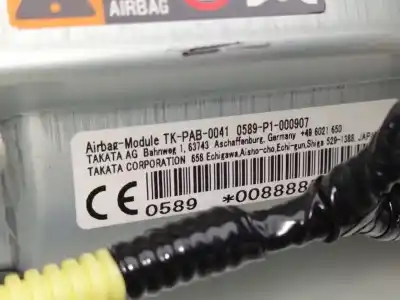 AIRBAG
Airbag-Module TK-PAB-0041 0589-P1-000907
TAKATA AG Bahnweg 1, 63743 Aschaffenburg, Germany +49 6021 650
TAKATA CORPORATION 658 Echigawa, Aisho-cho, Echi-gun, Shiga 529-1388, JAPAN
CE 0589 *008888